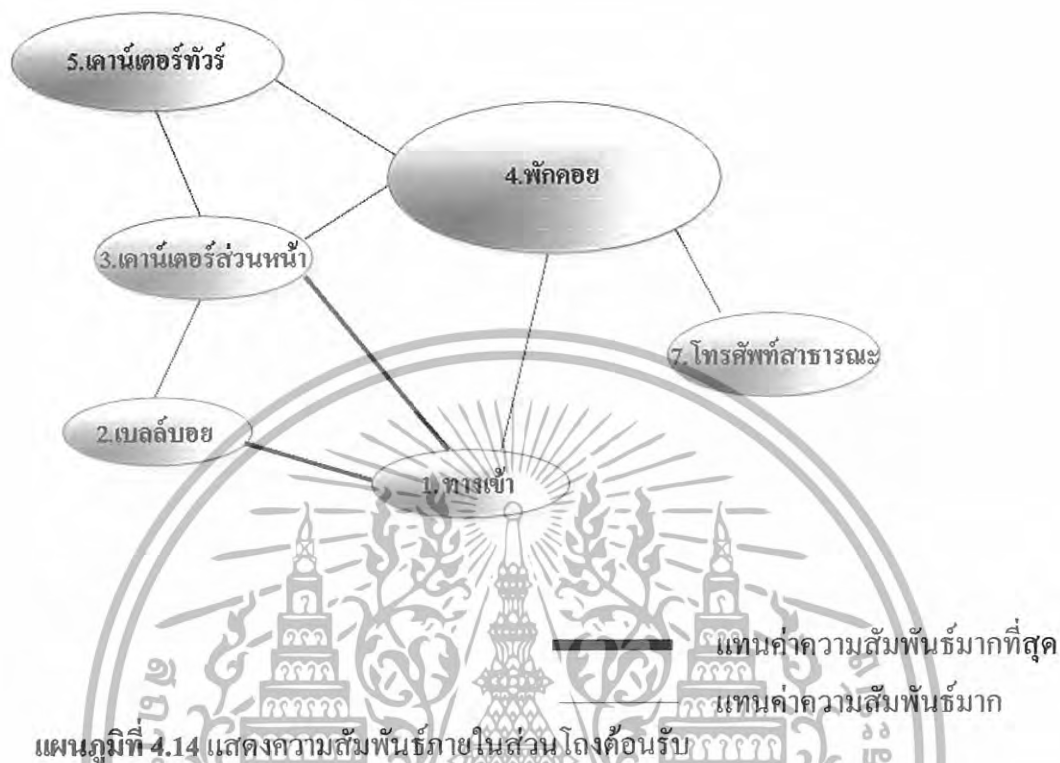 5.เคาน์เตอร์ทัวร์
4.พักคอย
3.เคาน์เตอร์ส่วนหน้า
7.โทรศัพท์สาธารณะ
2.เบลล์บอย
1.ทางเข้า
แทนค่าความสัมพันธ์มากที่สุด
แทนค่าความสัมพันธ์มาก
แผนภูมิที่ 4.14 แสดงความสัมพันธ์ภายในส่วนโถงต้อนรับ